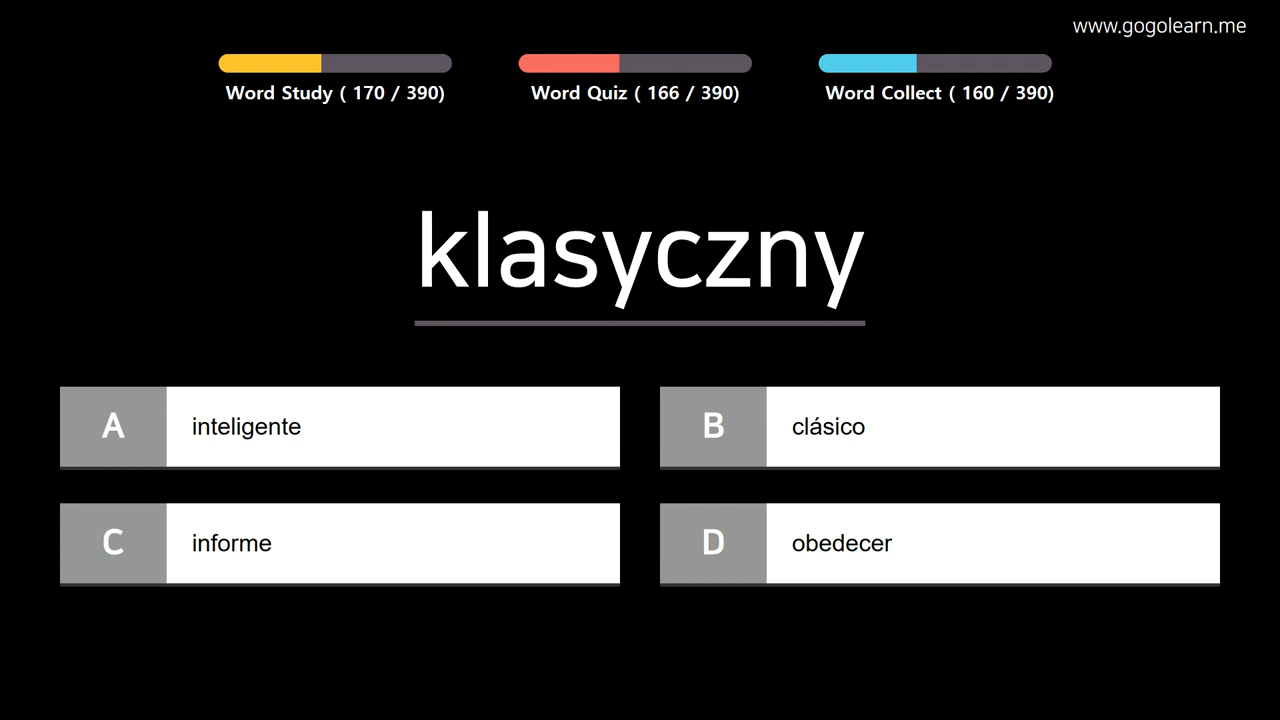 www.gogolearn.me
Word Study ( 170 / 390)
Word Quiz ( 166 / 390)
Word Collect ( 160 / 390)
klasyczny
A inteligente
B clásico
C informe
D obedecer